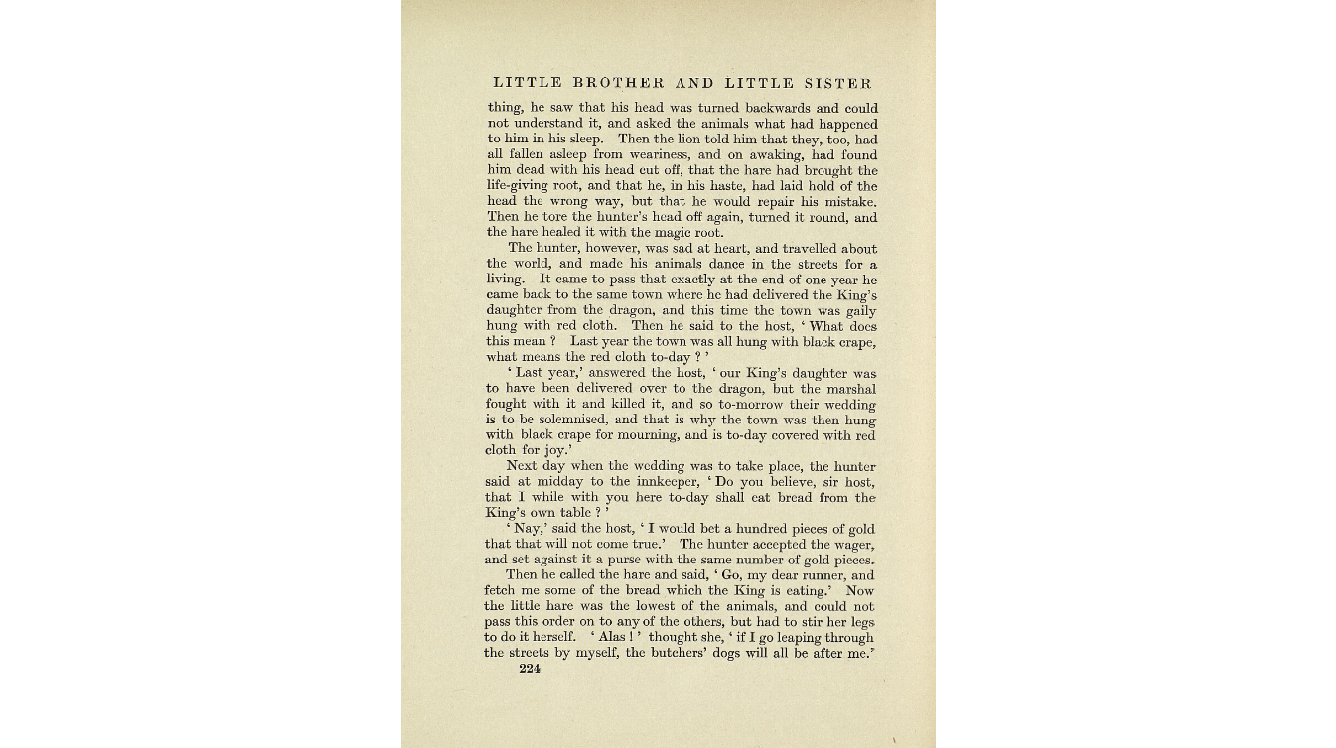 LITTLE BROTHER AND LITTLE SISTER
thing, he saw that his head was turned backwards and could
not understand it, and asked the animals what had happened
to him in his sleep. Then the lion told him that they, too, had
all fallen asleep from weariness, and on awaking, had found
him dead with his head cut off, that the hare had brought the
life-giving root, and that he, in his haste, had laid hold of the
head the wrong way, but that he would repair his mistake.
Then he tore the hunter's head off again, turned it round, and
the hare healed it with the magic root.
The hunter, however, was sad at heart, and travelled about
the world, and made his animals dance in the streets for a
living. It came to pass that exactly at the end of one year he
came back to the same town where he had delivered the King's
daughter from the dragon, and this time the town was gaily
hung with red cloth. Then he said to the host, ‘ What does
this mean ? Last year the town was all hung with black crape,
what means the red cloth to-day ? ’
‘ Last year,’ answered the host, ‘ our King's daughter was
to have been delivered over to the dragon, but the marshal
fought with it and killed it, and so to-morrow their wedding
is to be solemnised, and that is why the town was then hung
with black crape for mourning, and is to-day covered with red
cloth for joy.’
Next day when the wedding was to take place, the hunter
said at midday to the innkeeper, ‘ Do you believe, sir host,
that I while with you here to-day shall eat bread from the
King's own table ? ’
‘ Nay,’ said the host, ‘ I would bet a hundred pieces of gold
that that will not come true.’ The hunter accepted the wager,
and set against it a purse with the same number of gold pieces.
Then he called the hare and said, ‘ Go, my dear runner, and
fetch me some of the bread which the King is eating.’ Now
the little hare was the lowest of the animals, and could not
pass this order on to any of the others, but had to stir her legs
to do it herself. ‘ Alas ! ’ thought she, ‘ if I go leaping through
the streets by myself, the butchers' dogs will all be after me.’
224